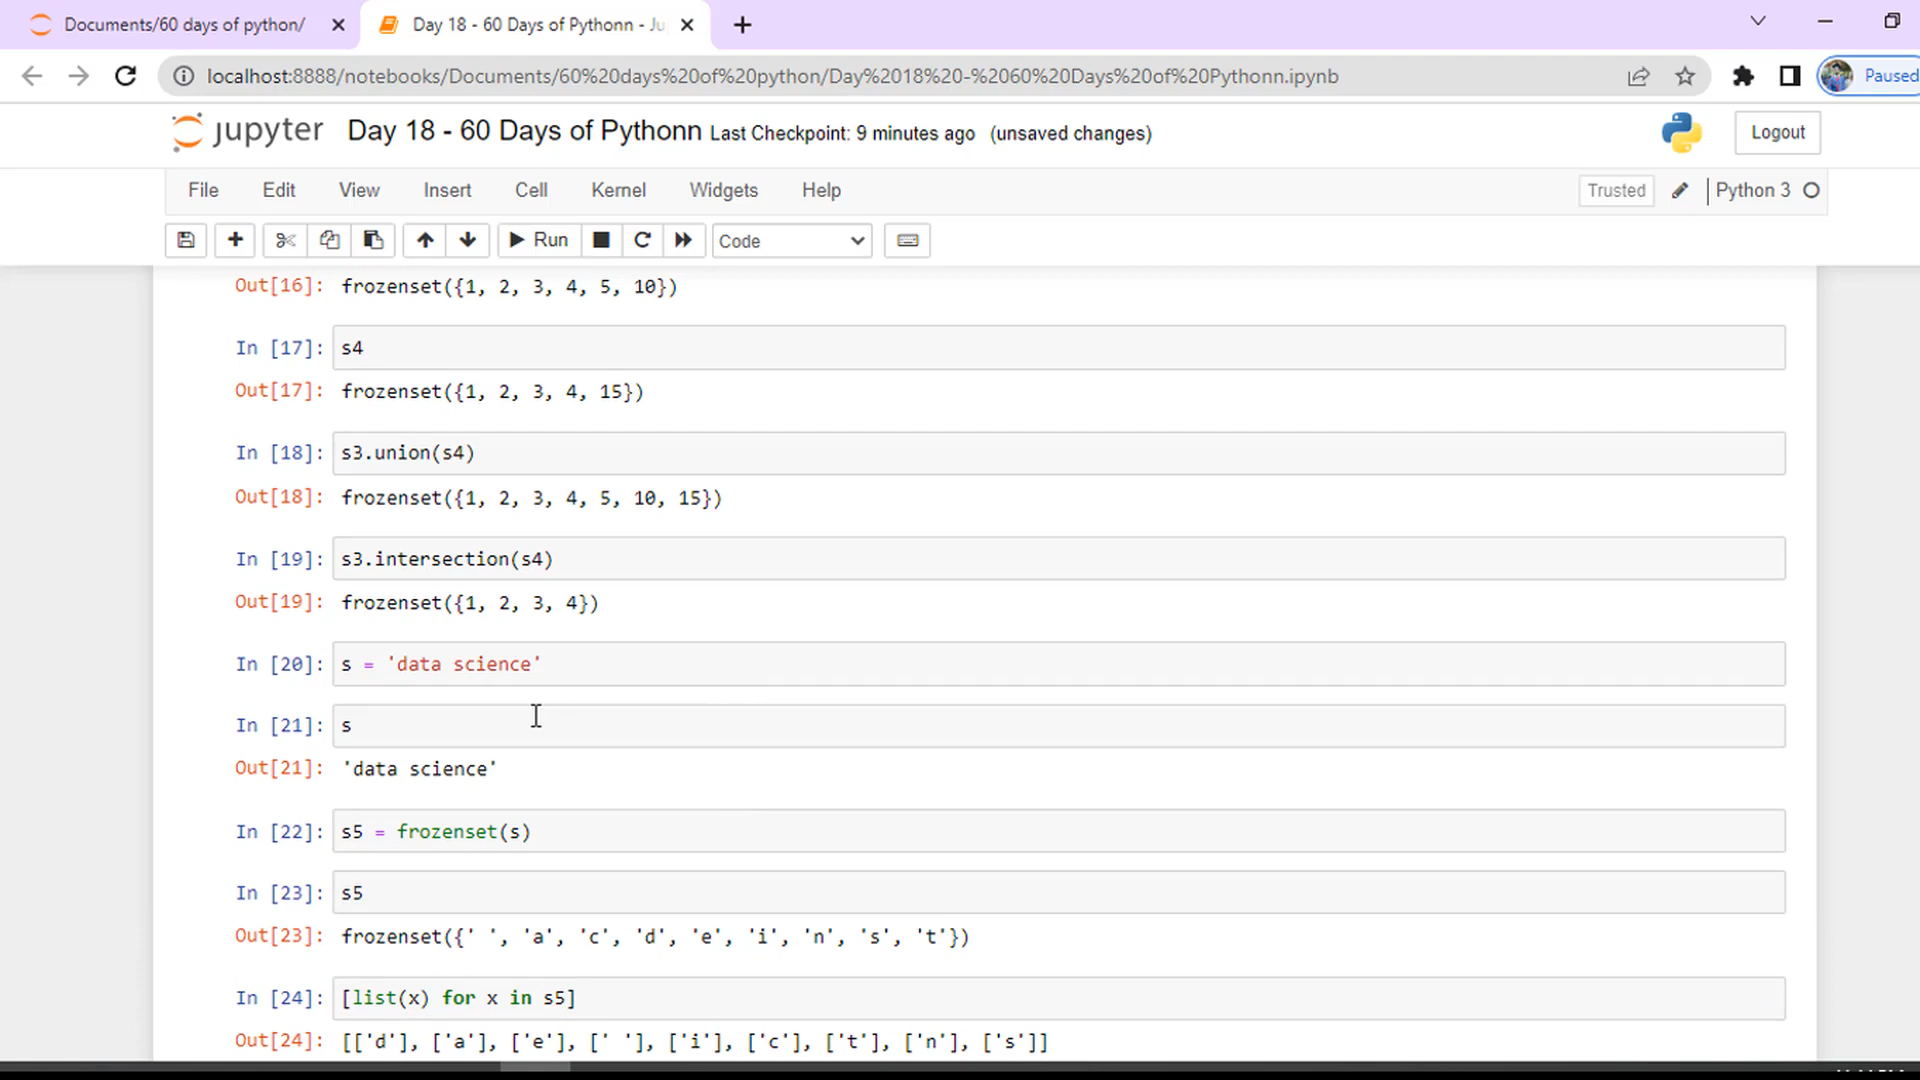 Documents/60 days of python/
Day 18 - 60 Days of Pythonn - Ju
localhost:8888/notebooks/Documents/60%20days%20of%20python/Day%2018%20-%2060%20Days%20of%20Pythonn.ipynb
Paused
jupyter Day 18 - 60 Days of Pythonn Last Checkpoint: 9 minutes ago (unsaved changes)
Logout
File Edit View Insert Cell Kernel Widgets Help
Trusted Python 3
Run Code
Out[16]: frozenset({1, 2, 3, 4, 5, 10})
In [17]: s4
Out[17]: frozenset({1, 2, 3, 4, 15})
In [18]: s3.union(s4)
Out[18]: frozenset({1, 2, 3, 4, 5, 10, 15})
In [19]: s3.intersection(s4)
Out[19]: frozenset({1, 2, 3, 4})
In [20]: s = 'data science'
In [21]: s
Out[21]: 'data science'
In [22]: s5 = frozenset(s)
In [23]: s5
Out[23]: frozenset({' ', 'a', 'c', 'd', 'e', 'i', 'n', 's', 't'})
In [24]: [list(x) for x in s5]
Out[24]: [['d'], ['a'], ['e'], [' '], ['i'], ['c'], ['t'], ['n'], ['s']]